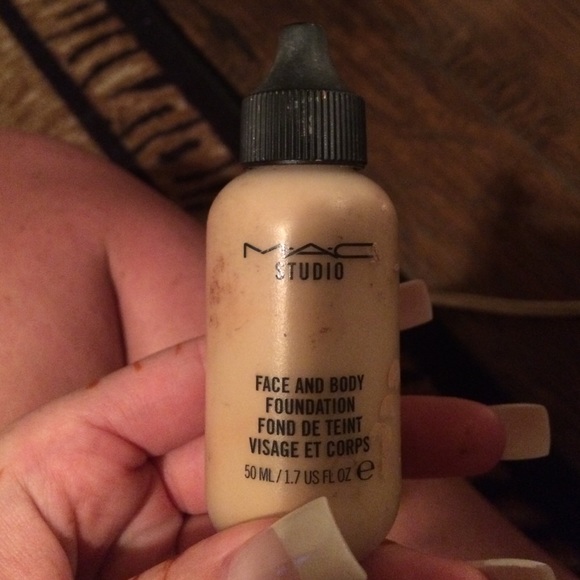 M·A·C
STUDIO
FACE AND BODY
FOUNDATION
FOND DE TEINT
VISAGE ET CORPS
50 ML / 1.7 US FL OZ ℮